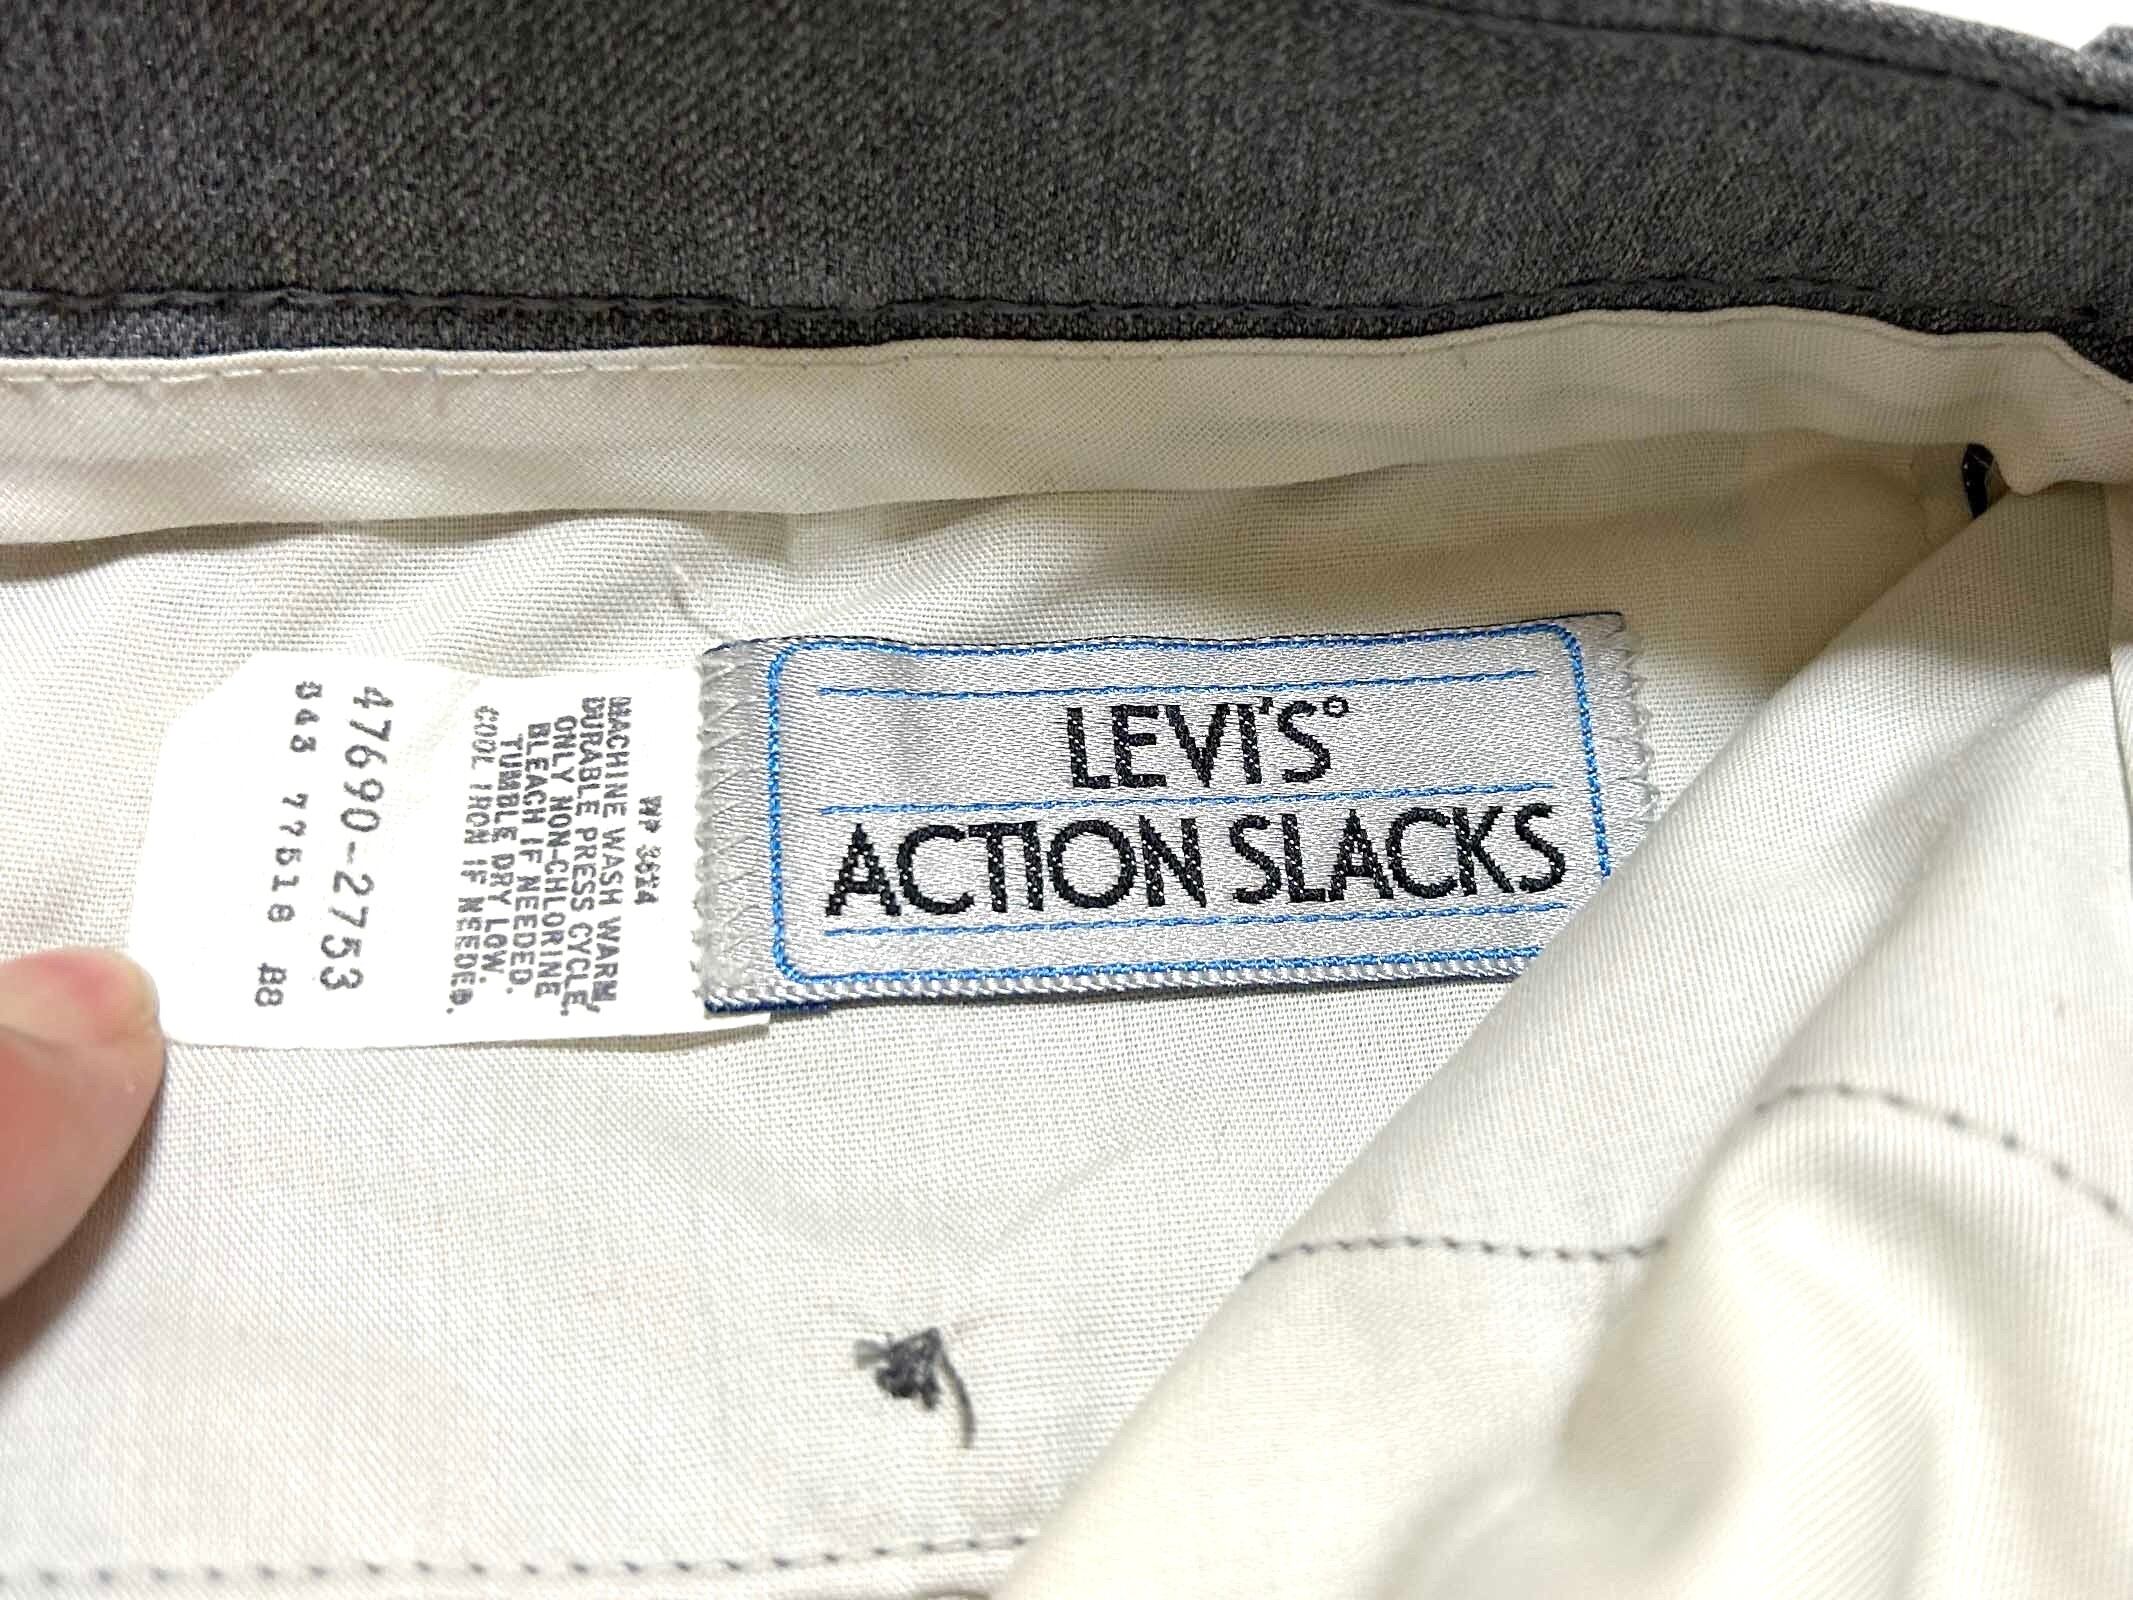 LEVI'S°
ACTION SLACKS
WP 3624
MACHINE WASH WARM,
DURABLE PRESS CYCLE.
ONLY NON-CHLORINE
BLEACH IF NEEDED.
TUMBLE DRY LOW.
COOL IRON IF NEEDED.
47690-2753
77518